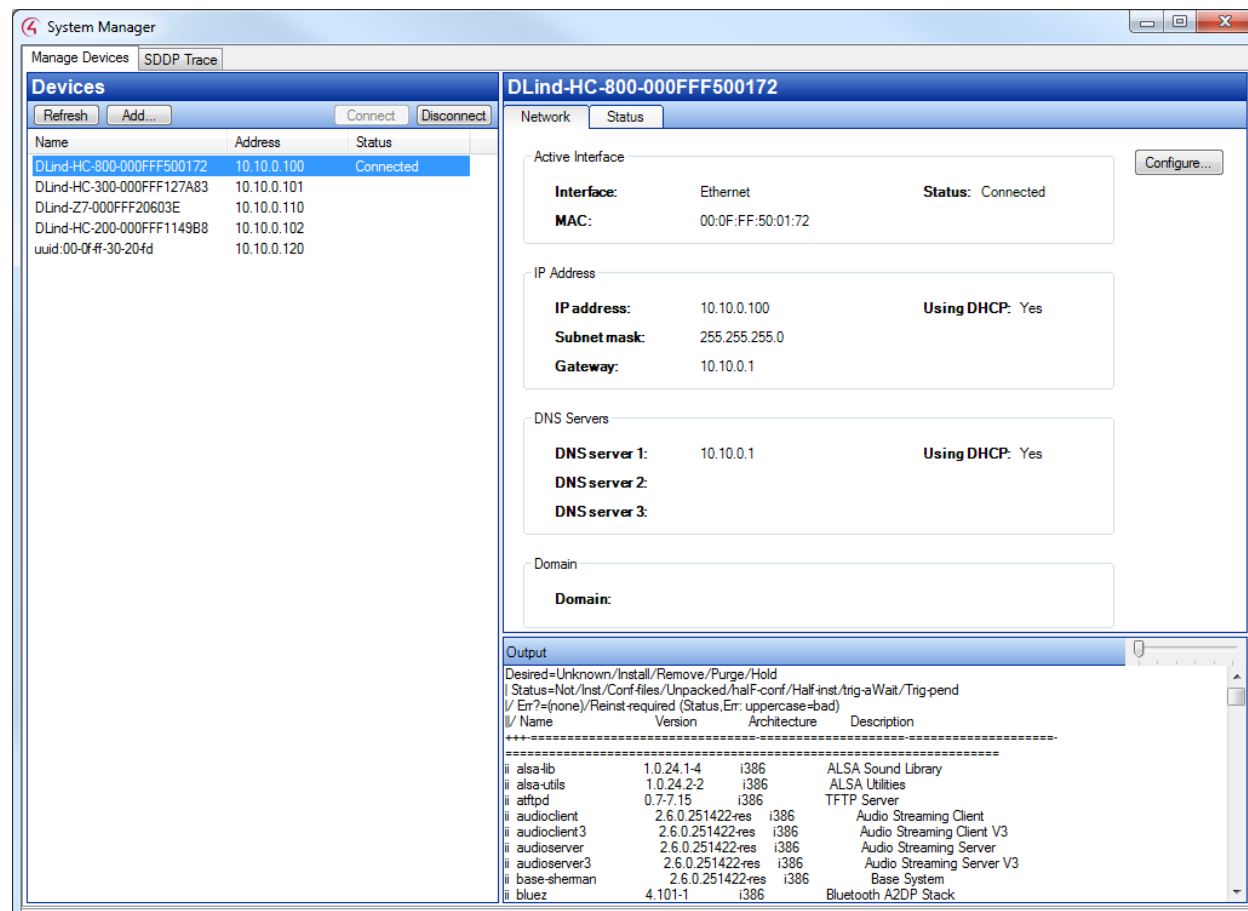 System Manager
Manage Devices SDDP Trace
Devices
Refresh Add... Connect Disconnect
Name Address Status
DLind-HC-800-000FFF500172 10.10.0.100 Connected
DLind-HC-300-000FFF127A83 10.10.0.101
DLind-Z7-000FFF20603E 10.10.0.110
DLind-HC-200-000FFF1149B8 10.10.0.102
uuid:00-0f-ff-30-20-fd 10.10.0.120
DLind-HC-800-000FFF500172
Network Status
Active Interface
Configure...
Interface: Ethernet Status: Connected
MAC: 00:0F:FF:50:01:72
IP Address
IP address: 10.10.0.100 Using DHCP: Yes
Subnet mask: 255.255.255.0
Gateway: 10.10.0.1
DNS Servers
DNS server 1: 10.10.0.1 Using DHCP: Yes
DNS server 2:
DNS server 3:
Domain
Domain:
Output
Desired=Unknown/Install/Remove/Purge/Hold
| Status=Not/Inst/Conf-files/Unpacked/halF-conf/Half-inst/trig-aWait/Trig-pend
|/ Err?=(none)/Reinst-required (Status,Err: uppercase=bad)
||/ Name Version Architecture Description
+++-===============================-====================-====================-
====================================================================
ii alsa-lib 1.0.24.1-4 i386 ALSA Sound Library
ii alsa-utils 1.0.24.2-2 i386 ALSA Utilities
ii atftpd 0.7-7.15 i386 TFTP Server
ii audioclient 2.6.0.251422-res i386 Audio Streaming Client
ii audioclient3 2.6.0.251422-res i386 Audio Streaming Client V3
ii audioserver 2.6.0.251422-res i386 Audio Streaming Server
ii audioserver3 2.6.0.251422-res i386 Audio Streaming Server V3
ii base-sherman 2.6.0.251422-res i386 Base System
ii bluez 4.101-1 i386 Bluetooth A2DP Stack